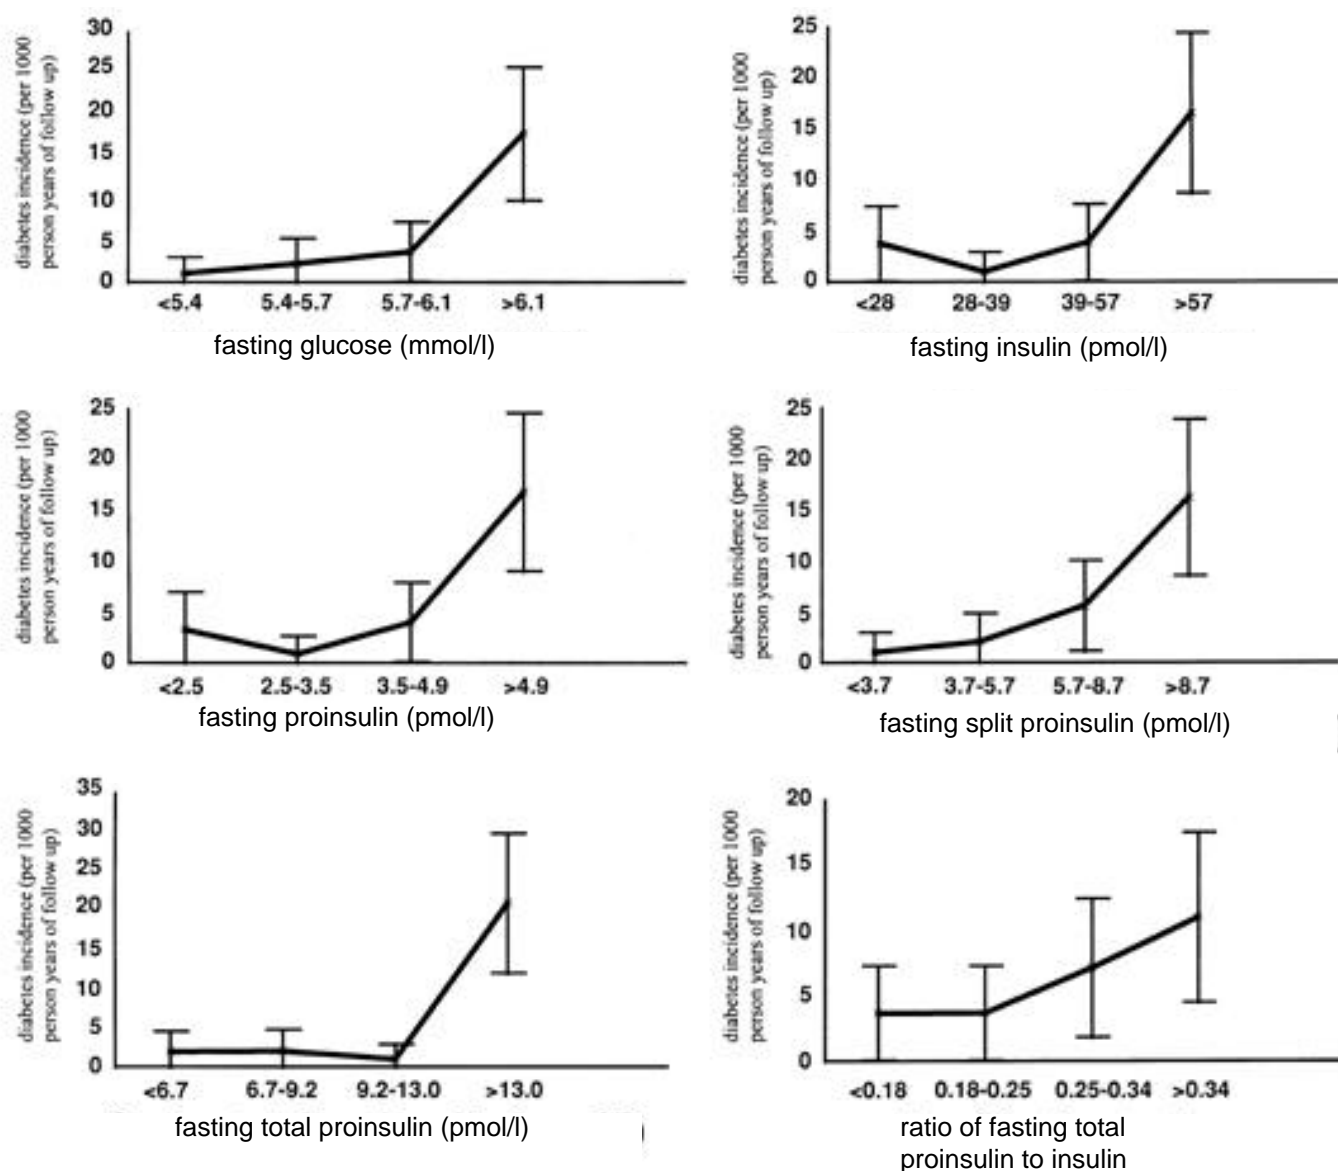 diabetes incidence (per 1000
person years of follow up)
30
25
20
15
10
5
0
<5.4 5.4-5.7 5.7-6.1 >6.1
fasting glucose (mmol/l)
diabetes incidence (per 1000
person years of follow up)
25
20
15
10
5
0
<28 28-39 39-57 >57
fasting insulin (pmol/l)
diabetes incidence (per 1000
person years of follow up)
25
20
15
10
5
0
<2.5 2.5-3.5 3.5-4.9 >4.9
fasting proinsulin (pmol/l)
diabetes incidence (per 1000
person years of follow up)
25
20
15
10
5
0
<3.7 3.7-5.7 5.7-8.7 >8.7
fasting split proinsulin (pmol/l)
diabetes incidence (per 1000
person years of follow up)
35
30
25
20
15
10
5
0
<6.7 6.7-9.2 9.2-13.0 >13.0
fasting total proinsulin (pmol/l)
diabetes incidence (per 1000
person years of follow up)
20
15
10
5
0
<0.18 0.18-0.25 0.25-0.34 >0.34
ratio of fasting total
proinsulin to insulin